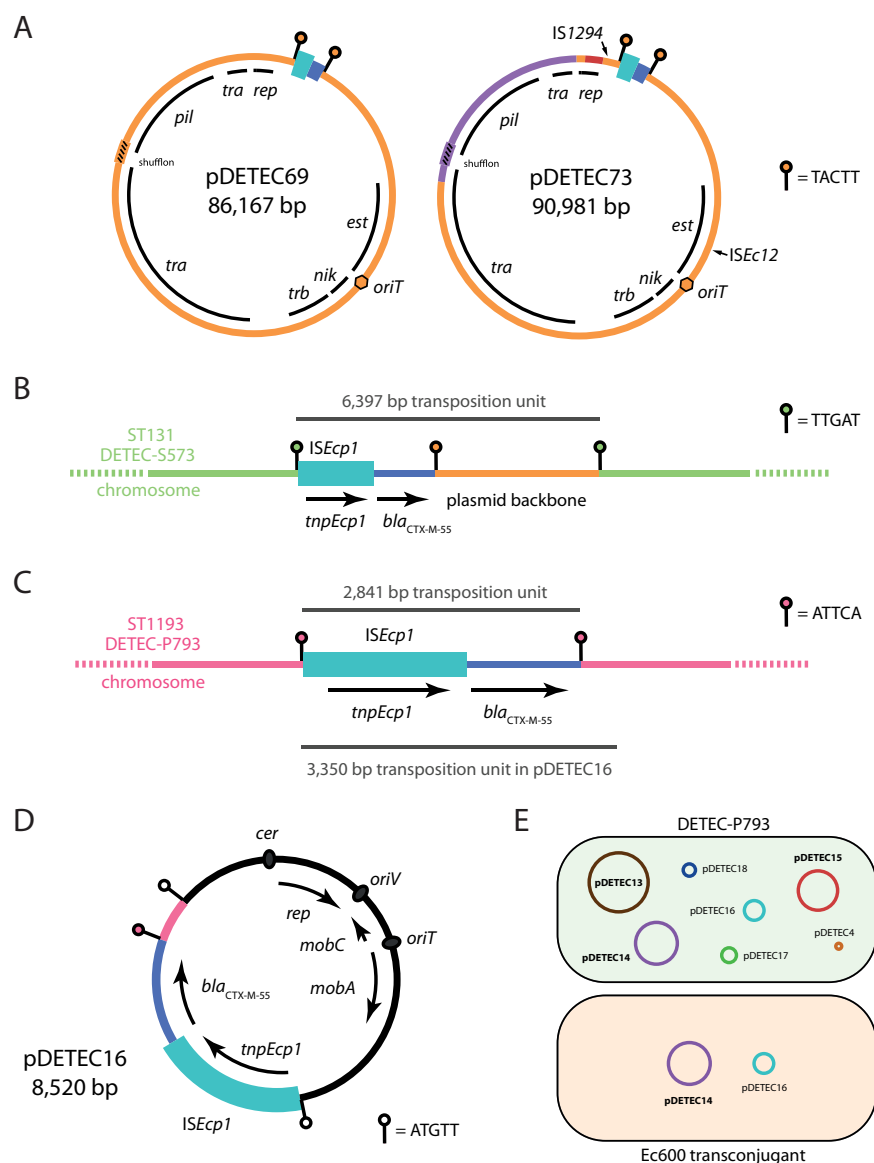 A
IS1294
tra rep
pil
shufflon
pDETEC69
86,167 bp
est
tra
nik
trb
oriT
tra rep
pil
shufflon
pDETEC73
90,981 bp
est
tra
nik
trb
oriT
ISEc12
= TACTT
B
6,397 bp transposition unit
= TTGAT
ST131
DETEC-S573
chromosome
ISEcp1
plasmid backbone
tnpEcp1
blaCTX-M-55
C
2,841 bp transposition unit
= ATTCA
ST1193
DETEC-P793
chromosome
ISEcp1
tnpEcp1
blaCTX-M-55
3,350 bp transposition unit in pDETEC16
D
cer
oriV
rep
oriT
mobC
mobA
blaCTX-M-55
tnpEcp1
pDETEC16
8,520 bp
ISEcp1
= ATGTT
E
DETEC-P793
pDETEC13
pDETEC18
pDETEC15
pDETEC16
pDETEC14
pDETEC17
pDETEC4
pDETEC14
pDETEC16
Ec600 transconjugant